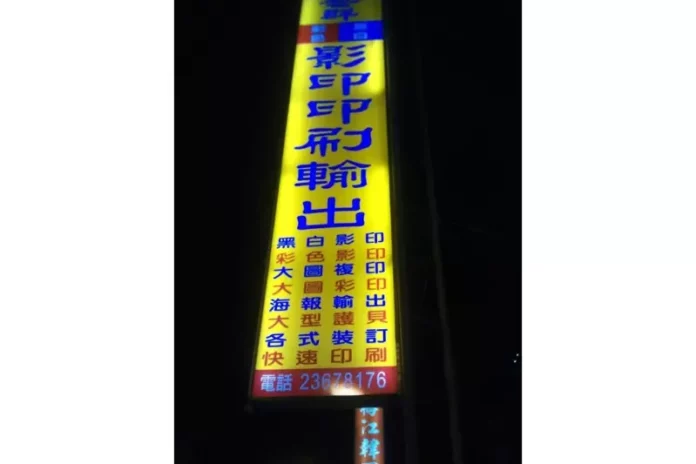 影印印刷輸出
黑白影印
彩色影印
大圖複印
大圖彩印
海報輸出
大型護貝
各式裝訂
快速印刷
電話 23678176
江韓